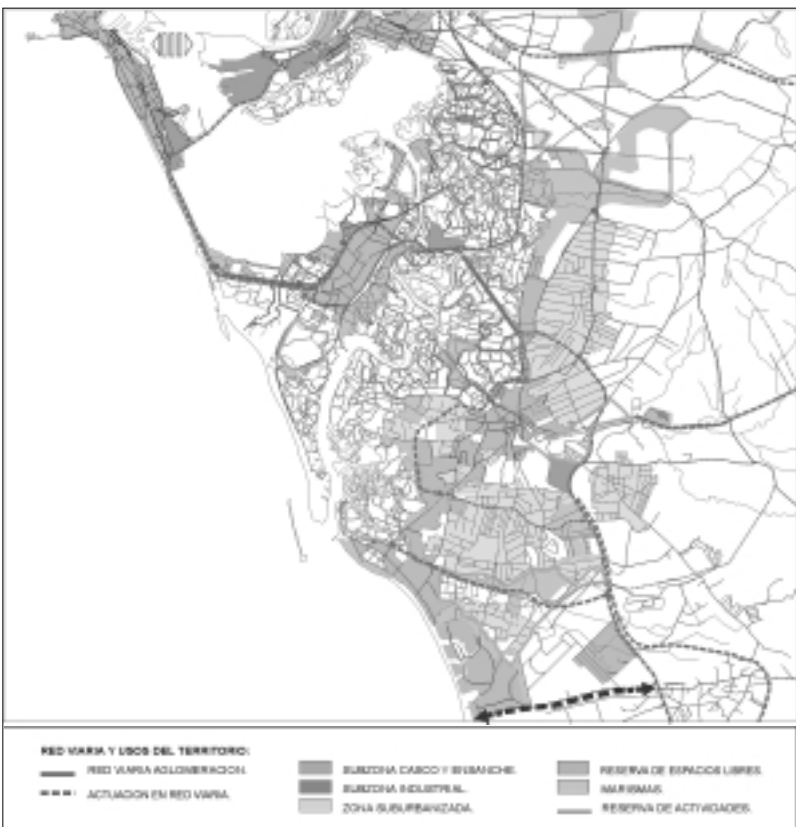 RED VIARIA Y USOS DEL TERRITORIO:
RED VIARIA AGLOMERACION.
ACTUACION EN RED VIARIA.
SUBZONA CASCO Y ENSANCHE.
SUBZONA INDUSTRIAL.
ZONA SUBURBANIZADA.
RESERVA DE ESPACIOS LIBRES.
MARISMAS.
RESERVA DE ACTIVIDADES.